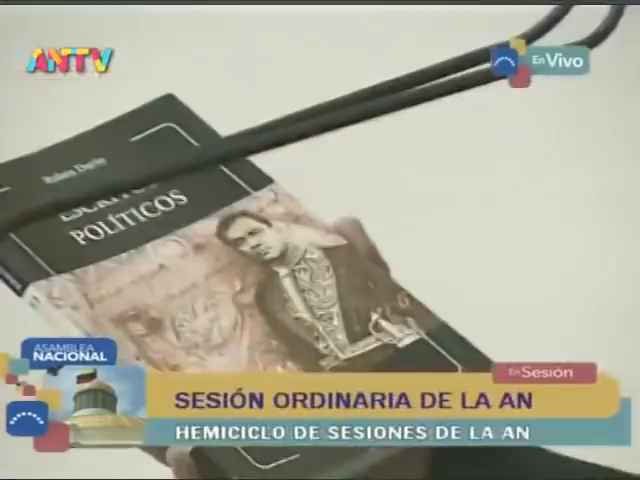 ANTV
En Vivo
Rubén Darío
ESCRITOS
POLÍTICOS
ASAMBLEA
NACIONAL
En Sesión
SESIÓN ORDINARIA DE LA AN
HEMICICLO DE SESIONES DE LA AN